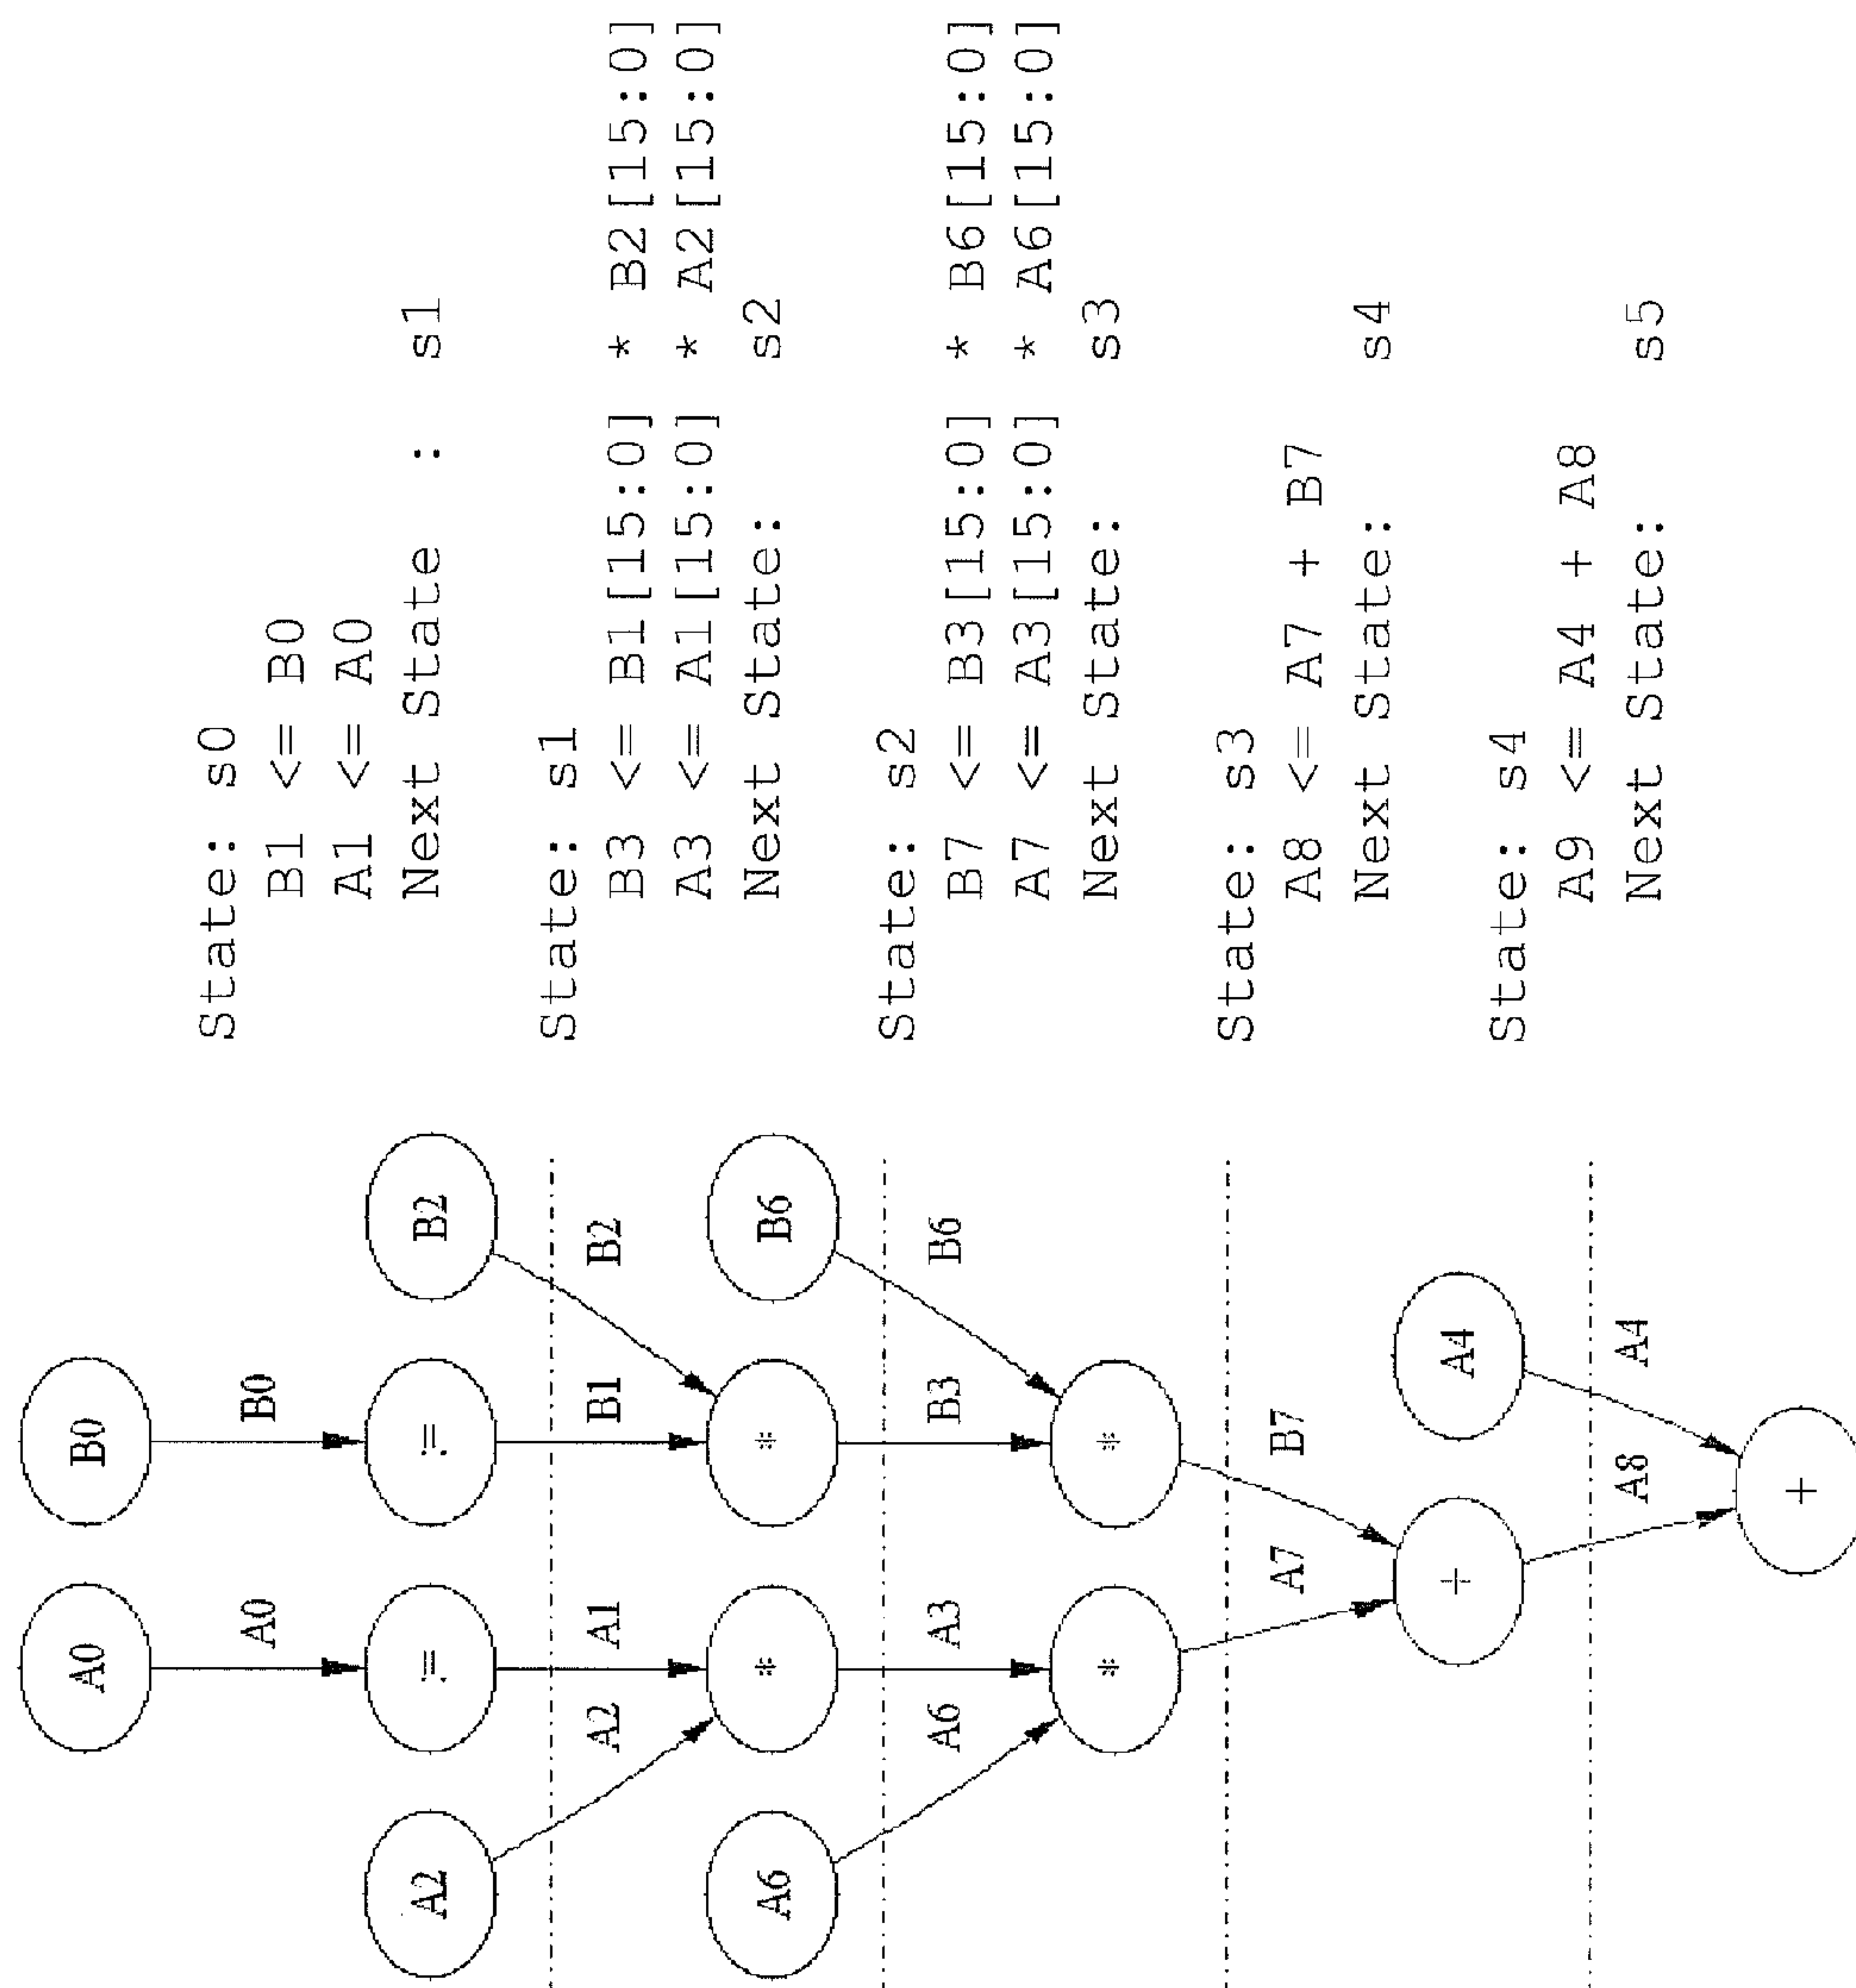 State: s0
B1 <= B0
A1 <= A0
Next State : s1
State: s1
B3 <= B1[15:0] * B2[15:0]
A3 <= A1[15:0] * A2[15:0]
Next State: s2
State: s2
B7 <= B3[15:0] * B6[15:0]
A7 <= A3[15:0] * A6[15:0]
Next State: s3
State: s3
A8 <= A7 + B7
Next State: s4
State: s4
A9 <= A4 + A8
Next State: s5
A0
B0
A0
B0
A2
:=
:=
B2
A2
A1
B1
B2
A6
*
*
B6
A6
A3
B3
B6
*
*
A7
B7
+
A4
A8
A4
+